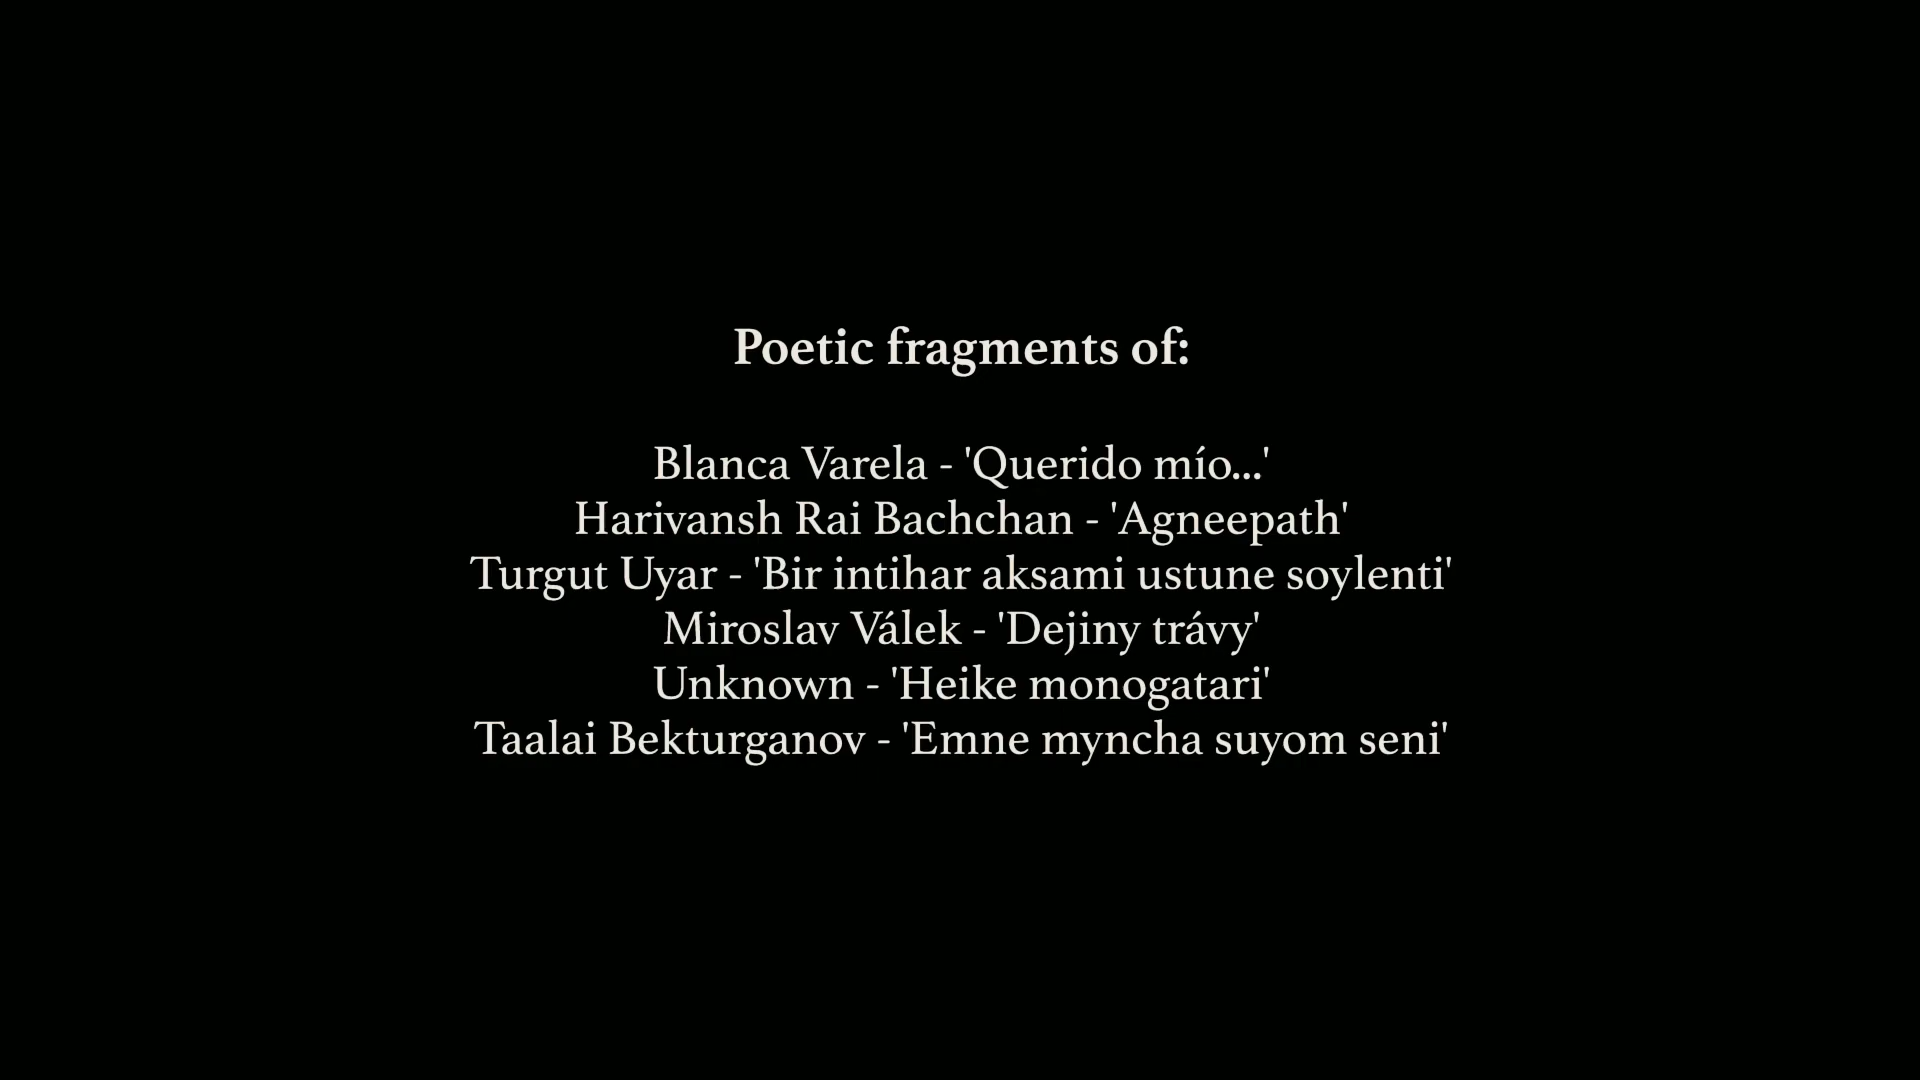 Poetic fragments of:
Blanca Varela - 'Querido mío...'
Harivansh Rai Bachchan - 'Agneepath'
Turgut Uyar - 'Bir intihar aksami ustune soylenti'
Miroslav Válek - 'Dejiny trávy'
Unknown - 'Heike monogatari'
Taalai Bekturganov - 'Emne myncha suyom seni'